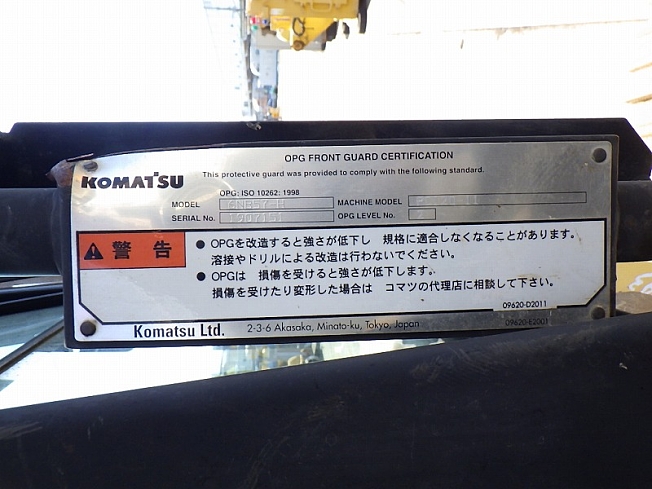 OPG FRONT GUARD CERTIFICATION
KOMATSU
This protective guard was provided to comply with the following standard.
OPG: ISO 10262: 1998
MODEL MACHINE MODEL
SERIAL No. OPG LEVEL No. 2
警告
● OPGを改造すると強さが低下し 規格に適合しなくなることがあります。
溶接やドリルによる改造は行わないでください。
● OPGは 損傷を受けると強さが低下します。
損傷を受けたり変形した場合は コマツの代理店に相談して下さい。
09620-D2011
Komatsu Ltd. 2-3-6 Akasaka, Minato-ku, Tokyo, Japan
09620-E2001